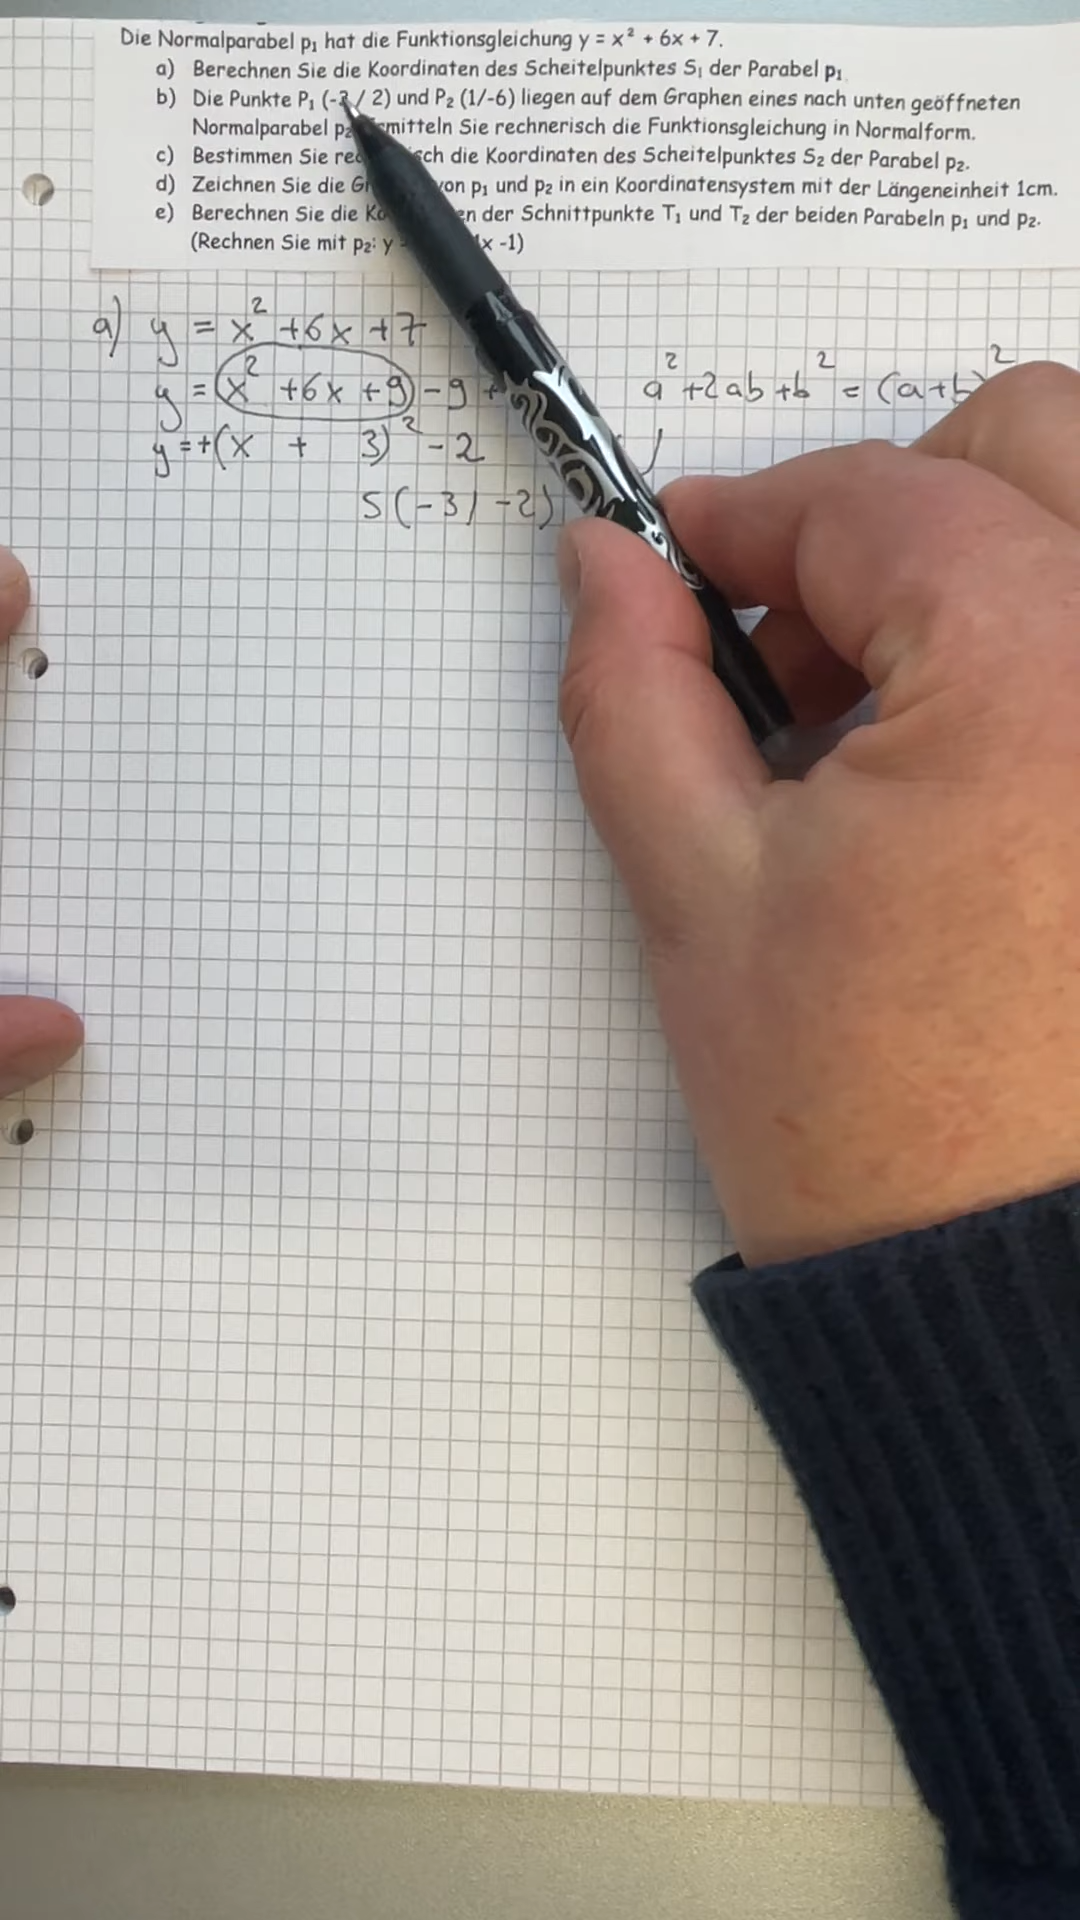 Die Normalparabel p₁ hat die Funktionsgleichung y = x² + 6x + 7.
a) Berechnen Sie die Koordinaten des Scheitelpunktes S₁ der Parabel p₁.
b) Die Punkte P₁ (-3 / 2) und P₂ (1/-6) liegen auf dem Graphen eines nach unten geöffneten
Normalparabel p₂. mitteln Sie rechnerisch die Funktionsgleichung in Normalform.
c) Bestimmen Sie rec sch die Koordinaten des Scheitelpunktes S₂ der Parabel p₂.
d) Zeichnen Sie die G von p₁ und p₂ in ein Koordinatensystem mit der Längeneinheit 1cm.
e) Berechnen Sie die Ko en der Schnittpunkte T₁ und T₂ der beiden Parabeln p₁ und p₂.
(Rechnen Sie mit p₂: y x -1)
a) y = x² + 6x + 7
y = x² + 6x + 9 - 9 + a² + 2ab + b² = (a + b)²
y = +(x + 3)² - 2
S(-3 / -2)